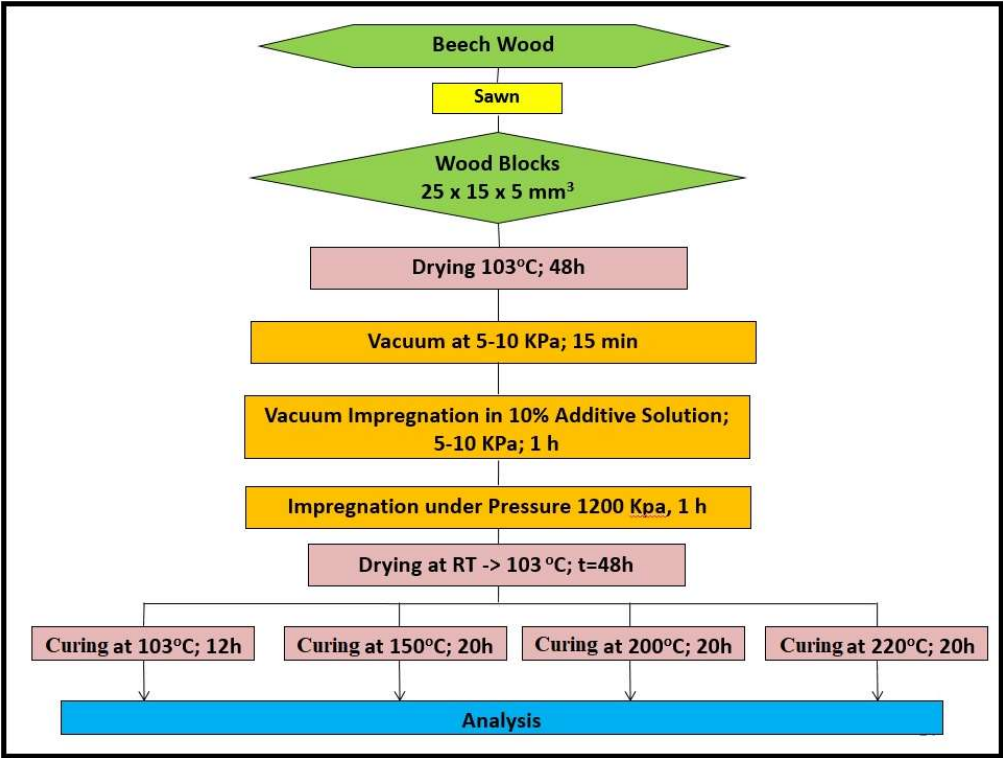 Beech Wood
Sawn
Wood Blocks
25 x 15 x 5 mm³
Drying 103°C; 48h
Vacuum at 5-10 KPa; 15 min
Vacuum Impregnation in 10% Additive Solution;
5-10 KPa; 1 h
Impregnation under Pressure 1200 Kpa, 1 h
Drying at RT -> 103 °C; t=48h
Curing at 103°C; 12h
Curing at 150°C; 20h
Curing at 200°C; 20h
Curing at 220°C; 20h
Analysis